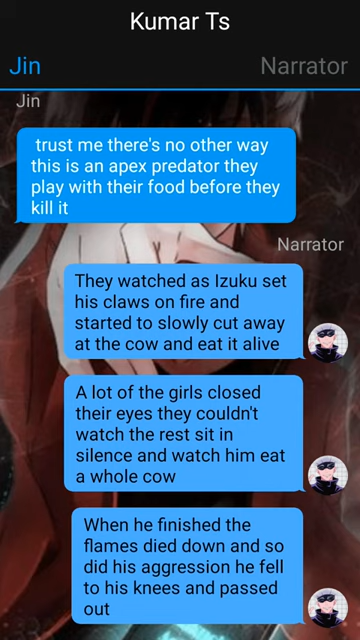 Kumar Ts
Jin
Narrator
Jin
trust me there's no other way
this is an apex predator they
play with their food before they
kill it
Narrator
They watched as Izuku set
his claws on fire and
started to slowly cut away
at the cow and eat it alive
A lot of the girls closed
their eyes they couldn't
watch the rest sit in
silence and watch him eat
a whole cow
When he finished the
flames died down and so
did his aggression he fell
to his knees and passed
out